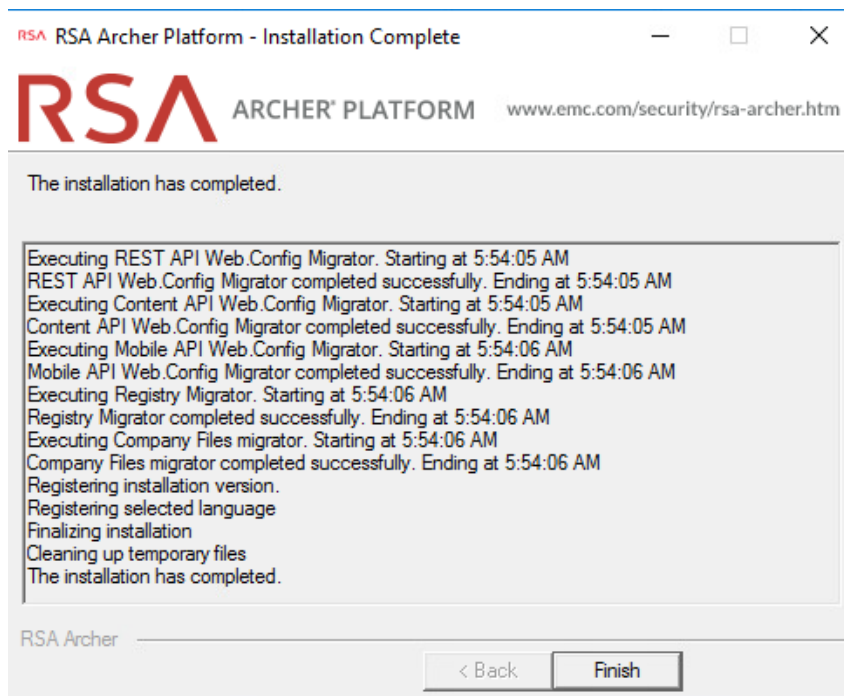 RSA RSA Archer Platform - Installation Complete
RSA ARCHER® PLATFORM www.emc.com/security/rsa-archer.htm
The installation has completed.
Executing REST API Web.Config Migrator. Starting at 5:54:05 AM
REST API Web.Config Migrator completed successfully. Ending at 5:54:05 AM
Executing Content API Web.Config Migrator. Starting at 5:54:05 AM
Content API Web.Config Migrator completed successfully. Ending at 5:54:05 AM
Executing Mobile API Web.Config Migrator. Starting at 5:54:06 AM
Mobile API Web.Config Migrator completed successfully. Ending at 5:54:06 AM
Executing Registry Migrator. Starting at 5:54:06 AM
Registry Migrator completed successfully. Ending at 5:54:06 AM
Executing Company Files migrator. Starting at 5:54:06 AM
Company Files migrator completed successfully. Ending at 5:54:06 AM
Registering installation version.
Registering selected language
Finalizing installation
Cleaning up temporary files
The installation has completed.
RSA Archer
< Back Finish